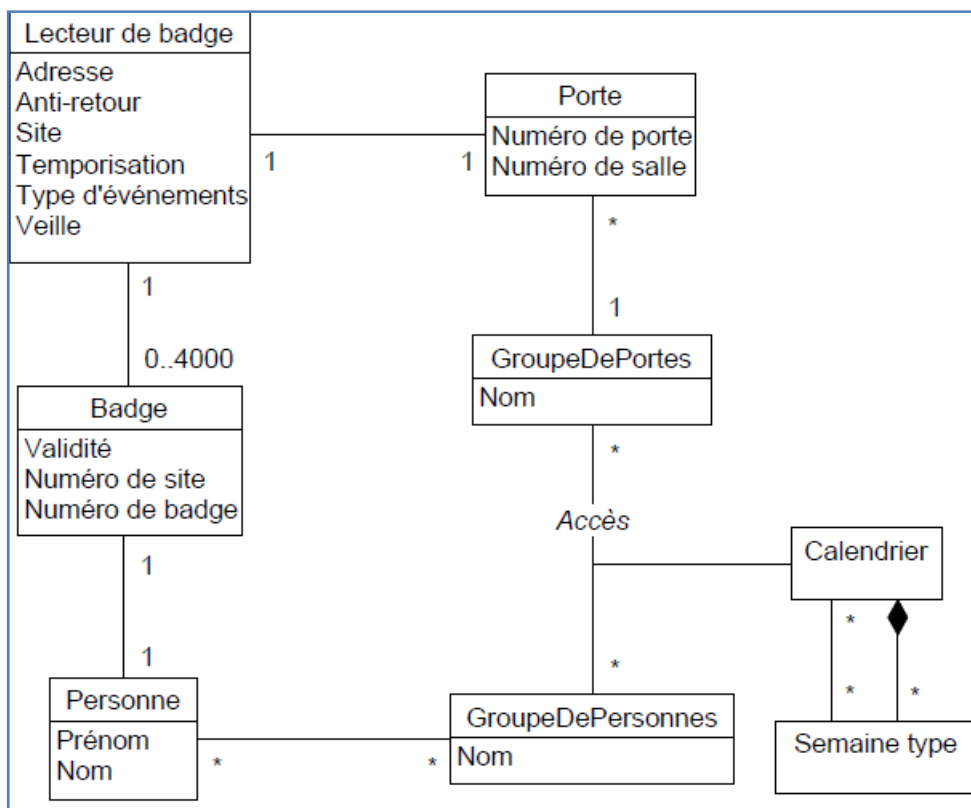 Lecteur de badge
Adresse
Anti-retour
Site
Temporisation
Type d'événements
Veille
1
1
Porte
Numéro de porte
Numéro de salle
*
1
1
0..4000
GroupeDePortes
Nom
*
Badge
Validité
Numéro de site
Numéro de badge
1
1
Accès
Calendrier
*
*
*
Semaine type
*
Personne
Prénom
Nom
*
*
GroupeDePersonnes
Nom